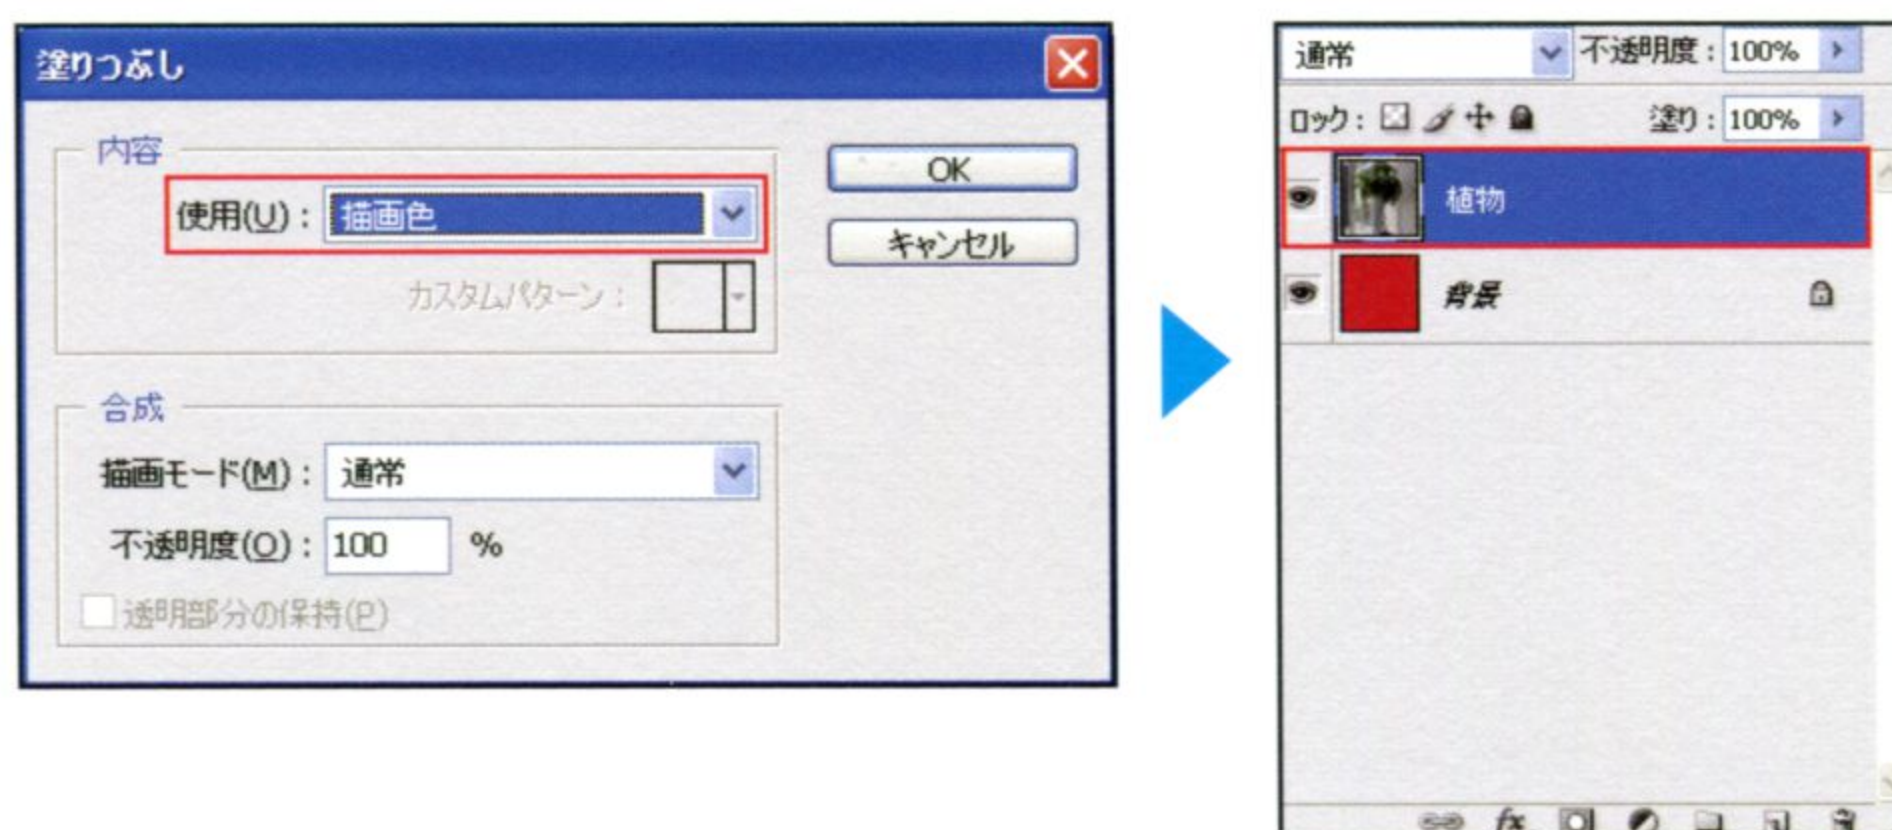 塗りつぶし
内容
使用(U)：描画色
カスタムパターン：
OK
キャンセル
合成
描画モード(M)：通常
不透明度(O)：100 %
透明部分の保持(P)
通常 不透明度：100%
ロック： 塗り：100%
植物
背景
fx